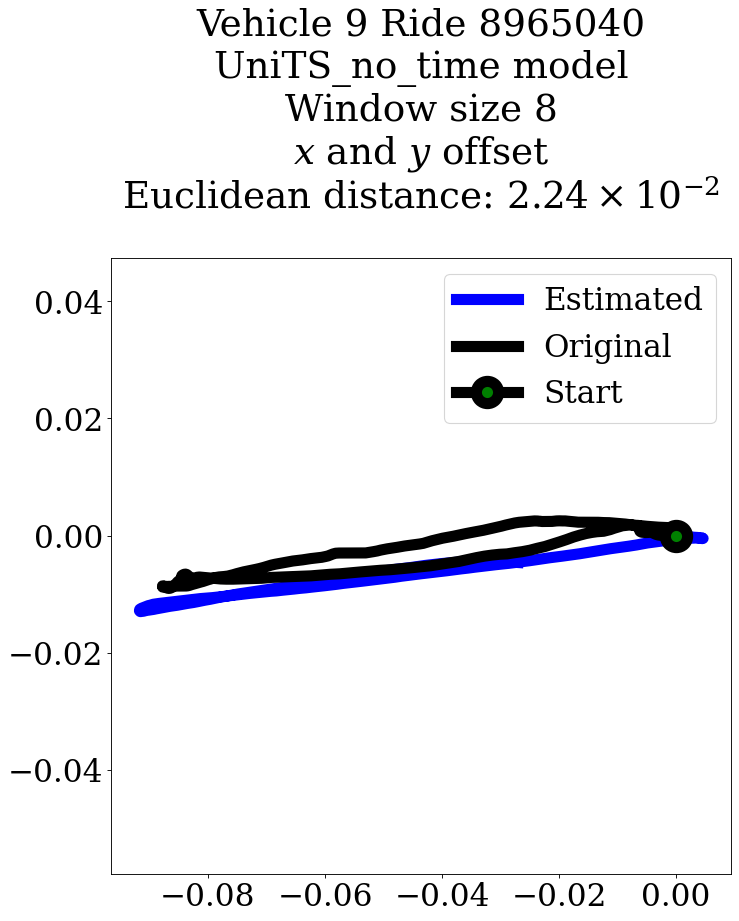 Vehicle 9 Ride 8965040
UniTS_no_time model
Window size 8
x and y offset
Euclidean distance: 2.24 × 10⁻²
Estimated
Original
Start
0.04
0.02
0.00
−0.02
−0.04
−0.08
−0.06
−0.04
−0.02
0.00